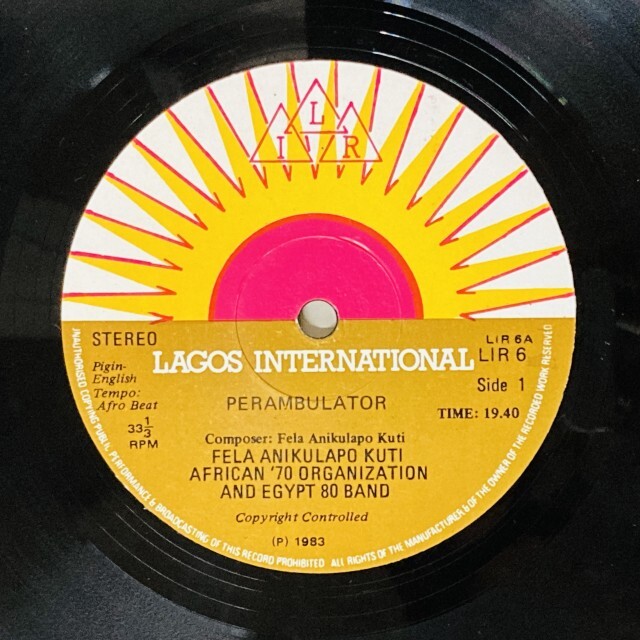 L
I R
STEREO
LIR 6A
LIR 6
LAGOS INTERNATIONAL
Pigin-
English
Tempo:
Afro Beat
Side 1
PERAMBULATOR
TIME: 19.40
33 1/3
RPM
Composer: Fela Anikulapo Kuti
FELA ANIKULAPO KUTI
AFRICAN '70 ORGANIZATION
AND EGYPT 80 BAND
Copyright Controlled
(P) 1983
UNAUTHORISED COPYING PUBLIC PERFORMANCE & BROADCASTING OF THIS RECORD PROHIBITED ALL RIGHTS OF THE MANUFACTURER & OF THE OWNER OF THE RECORDED WORK RESERVED